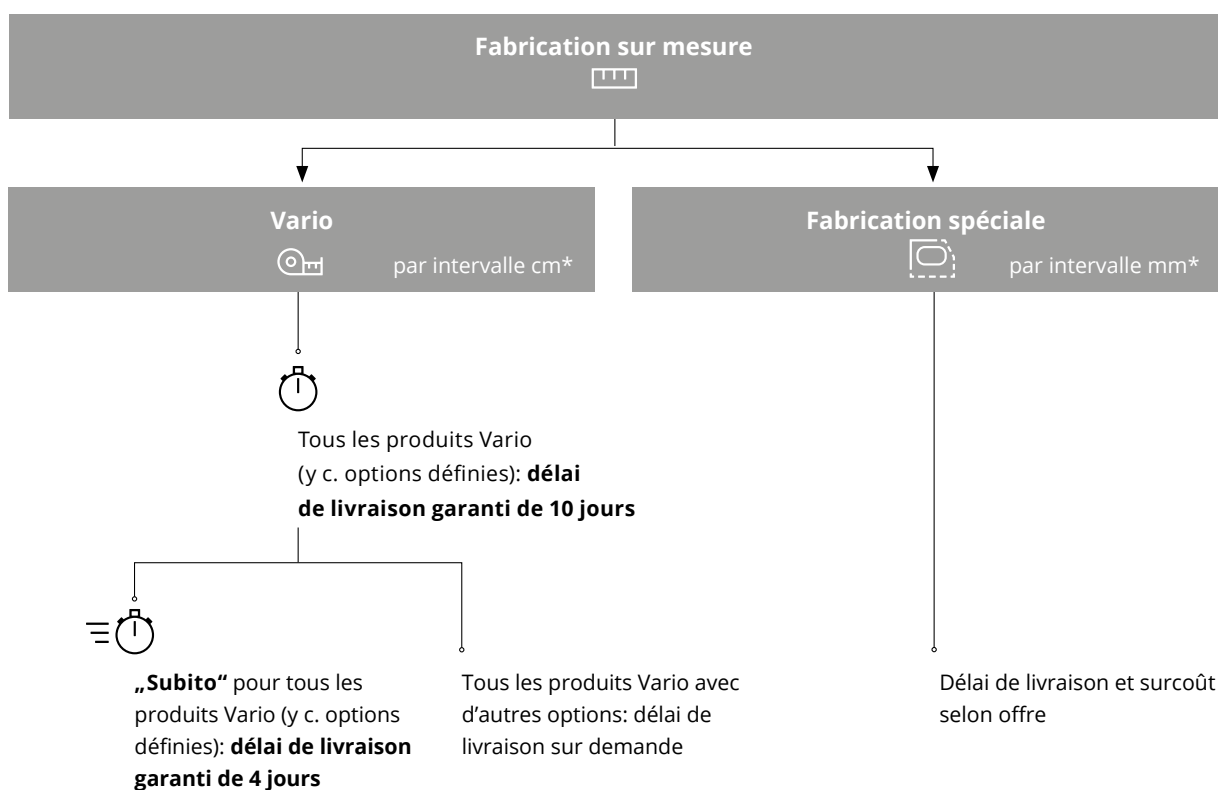 Fabrication sur mesure
Vario
par intervalle cm*
Fabrication spéciale
par intervalle mm*
Tous les produits Vario
(y c. options définies): délai
de livraison garanti de 10 jours
„Subito“ pour tous les
produits Vario (y c. options
définies): délai de livraison
garanti de 4 jours
Tous les produits Vario avec
d'autres options: délai de
livraison sur demande
Délai de livraison et surcoût
selon offre